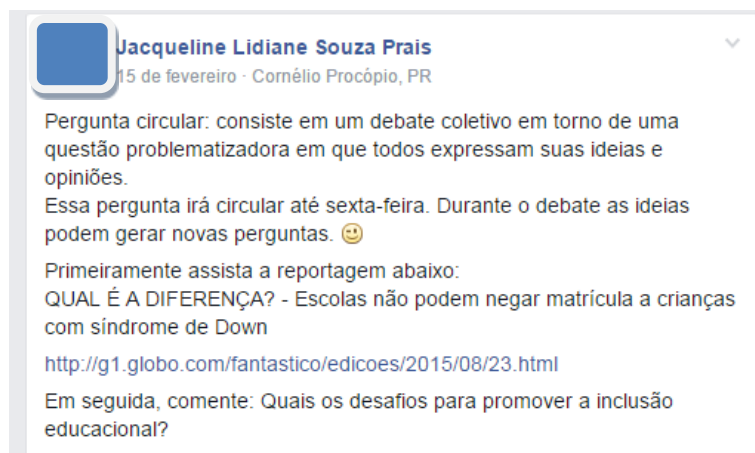 Jacqueline Lidiane Souza Prais
15 de fevereiro · Cornélio Procópio, PR
Pergunta circular: consiste em um debate coletivo em torno de uma
questão problematizadora em que todos expressam suas ideias e
opiniões.
Essa pergunta irá circular até sexta-feira. Durante o debate as ideias
podem gerar novas perguntas.
Primeiramente assista a reportagem abaixo:
QUAL É A DIFERENÇA? - Escolas não podem negar matrícula a crianças
com síndrome de Down
http://g1.globo.com/fantastico/edicoes/2015/08/23.html
Em seguida, comente: Quais os desafios para promover a inclusão
educacional?